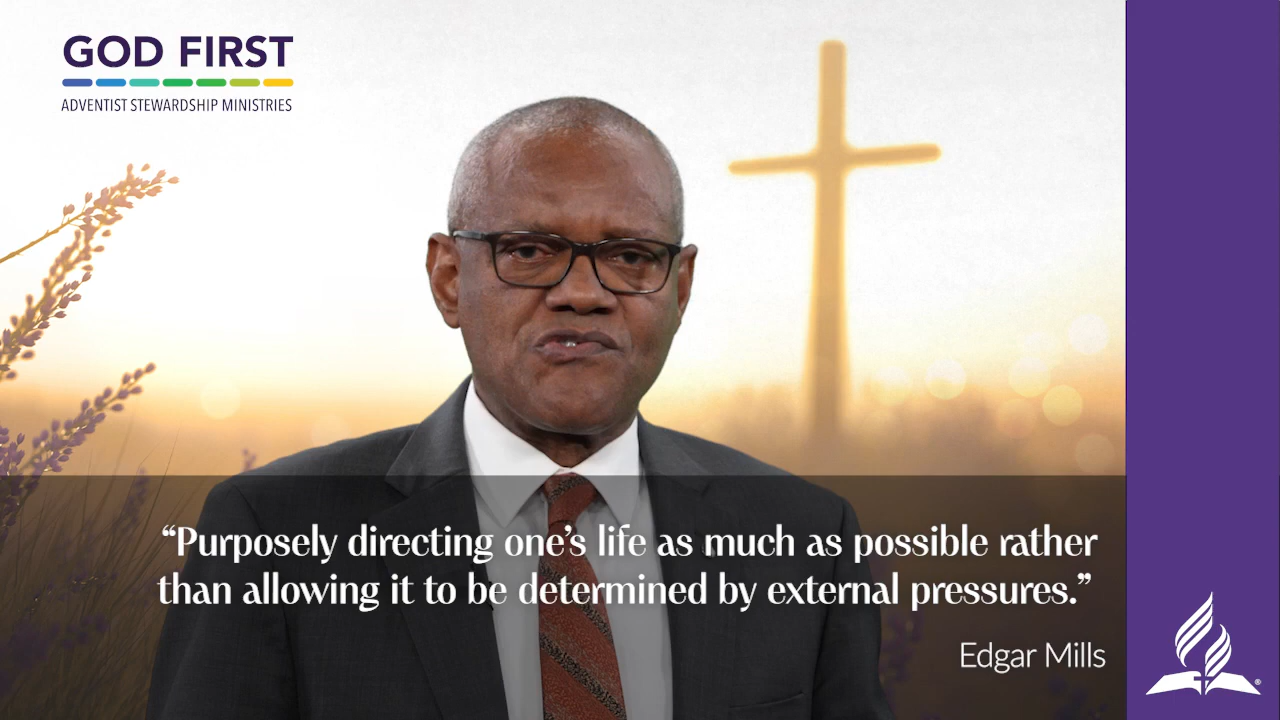 GOD FIRST
ADVENTIST STEWARDSHIP MINISTRIES
“Purposely directing one’s life as much as possible rather
than allowing it to be determined by external pressures.”
Edgar Mills
®